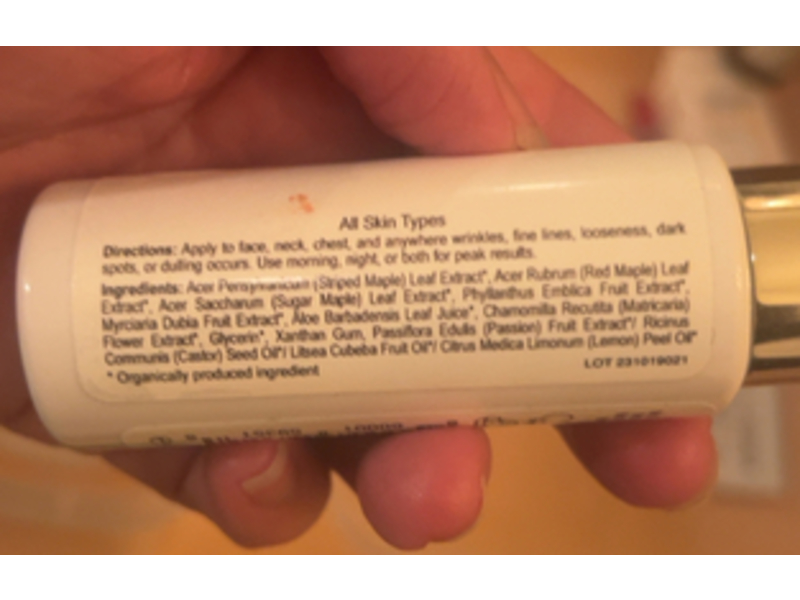 All Skin Types
Directions: Apply to face, neck, chest, and anywhere wrinkles, fine lines, looseness, dark
spots, or dulling occurs. Use morning, night, or both for peak results.
Ingredients: Acer Pensylvanicum (Striped Maple) Leaf Extract*, Acer Rubrum (Red Maple) Leaf
Extract*, Acer Saccharum (Sugar Maple) Leaf Extract*, Phyllanthus Emblica Fruit Extract*,
Myrciaria Dubia Fruit Extract*, Aloe Barbadensis Leaf Juice*, Chamomilla Recutita (Matricaria)
Flower Extract*, Glycerin*, Xanthan Gum, Passiflora Edulis (Passion) Fruit Extract*/ Ricinus
Communis (Castor) Seed Oil*/ Litsea Cubeba Fruit Oil*/ Citrus Medica Limonum (Lemon) Peel Oil*
* Organically produced ingredient
LOT 231019021